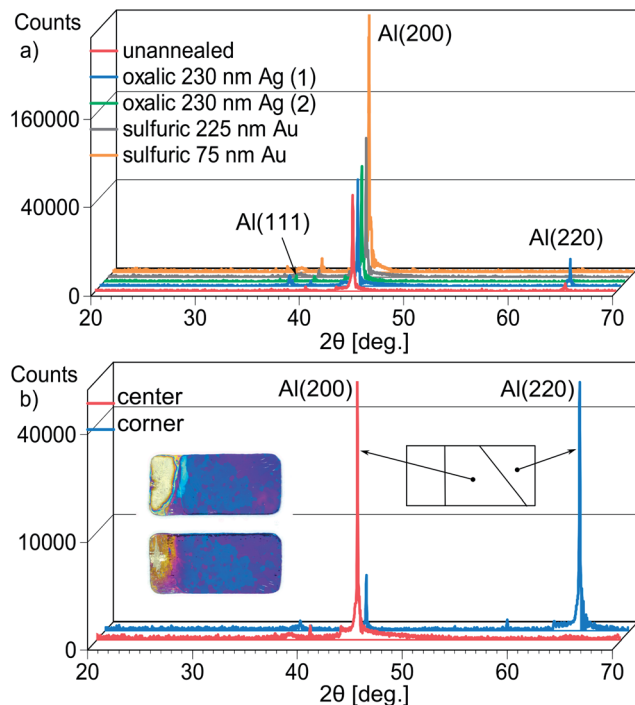 Counts
a)
Al(200)
unannealed
oxalic 230 nm Ag (1)
oxalic 230 nm Ag (2)
sulfuric 225 nm Au
sulfuric 75 nm Au
160000
40000
0
Al(111)
Al(220)
20 30 40 50 60 70
2θ [deg.]
Counts
b)
Al(200)
Al(220)
center
corner
40000
10000
0
20 30 40 50 60 70
2θ [deg.]